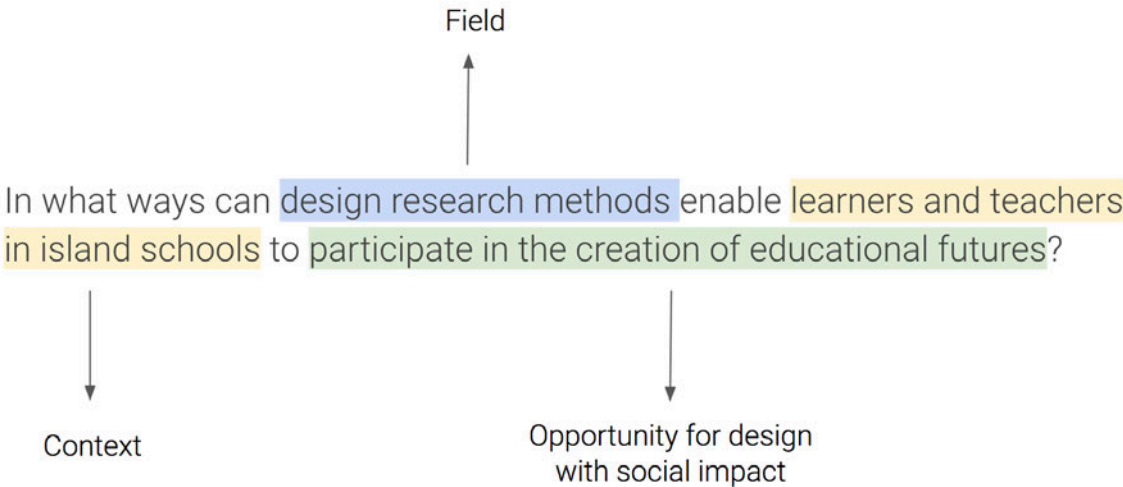 Field
In what ways can design research methods enable learners and teachers
in island schools to participate in the creation of educational futures?
Context
Opportunity for design
with social impact